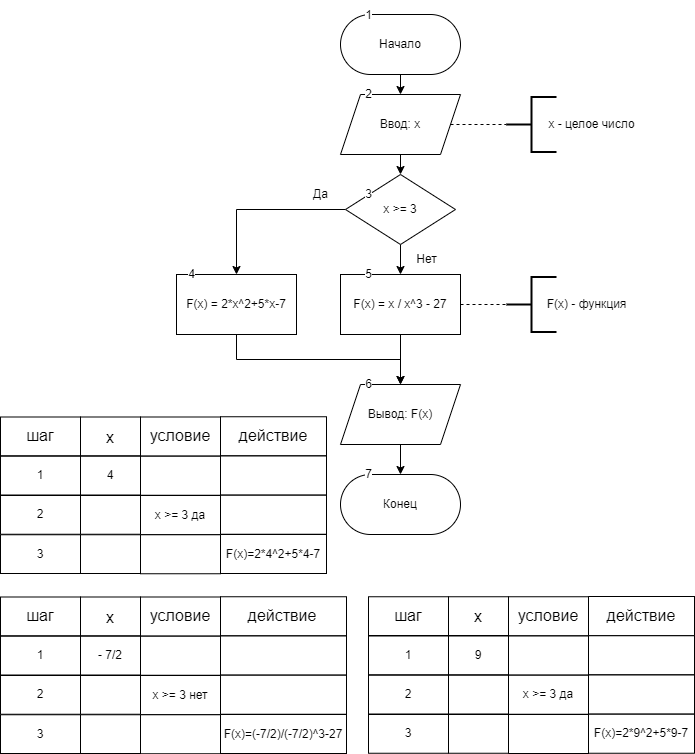 1
Начало
2
Ввод: x
x - целое число
3
x >= 3
Да
Нет
4
F(x) = 2*x^2+5*x-7
5
F(x) = x / x^3 - 27
F(x) - функция
6
Вывод: F(x)
7
Конец
шаг x условие действие
1 4
2 x >= 3 да
3 F(x)=2*4^2+5*4-7
шаг x условие действие
1 - 7/2
2 x >= 3 нет
3 F(x)=(-7/2)/(-7/2)^3-27
шаг x условие действие
1 9
2 x >= 3 да
3 F(x)=2*9^2+5*9-7